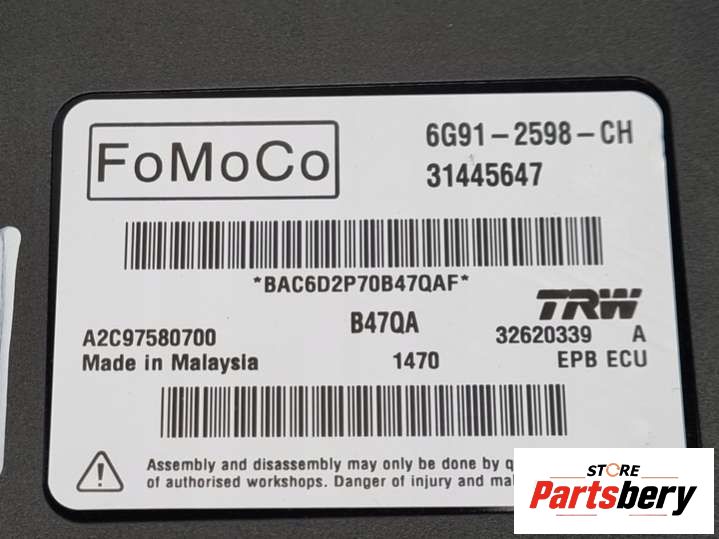 FoMoCo
6G91-2598-CH
31445647
*BAC6D2P70B47QAF*
A2C97580700
B47QA
TRW
32620339 A
Made in Malaysia
1470
EPB ECU
Assembly and disassembly may only be done by
of authorised workshops. Danger of injury and
STORE
Partsbery